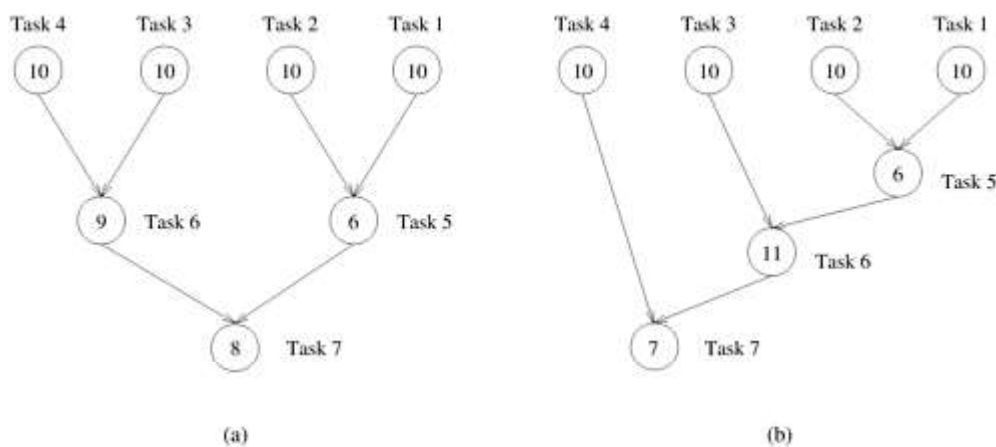 Task 4 Task 3 Task 2 Task 1
10 10 10 10
9 Task 6 6 Task 5
8 Task 7
(a)
Task 4 Task 3 Task 2 Task 1
10 10 10 10
6 Task 5
11 Task 6
7 Task 7
(b)